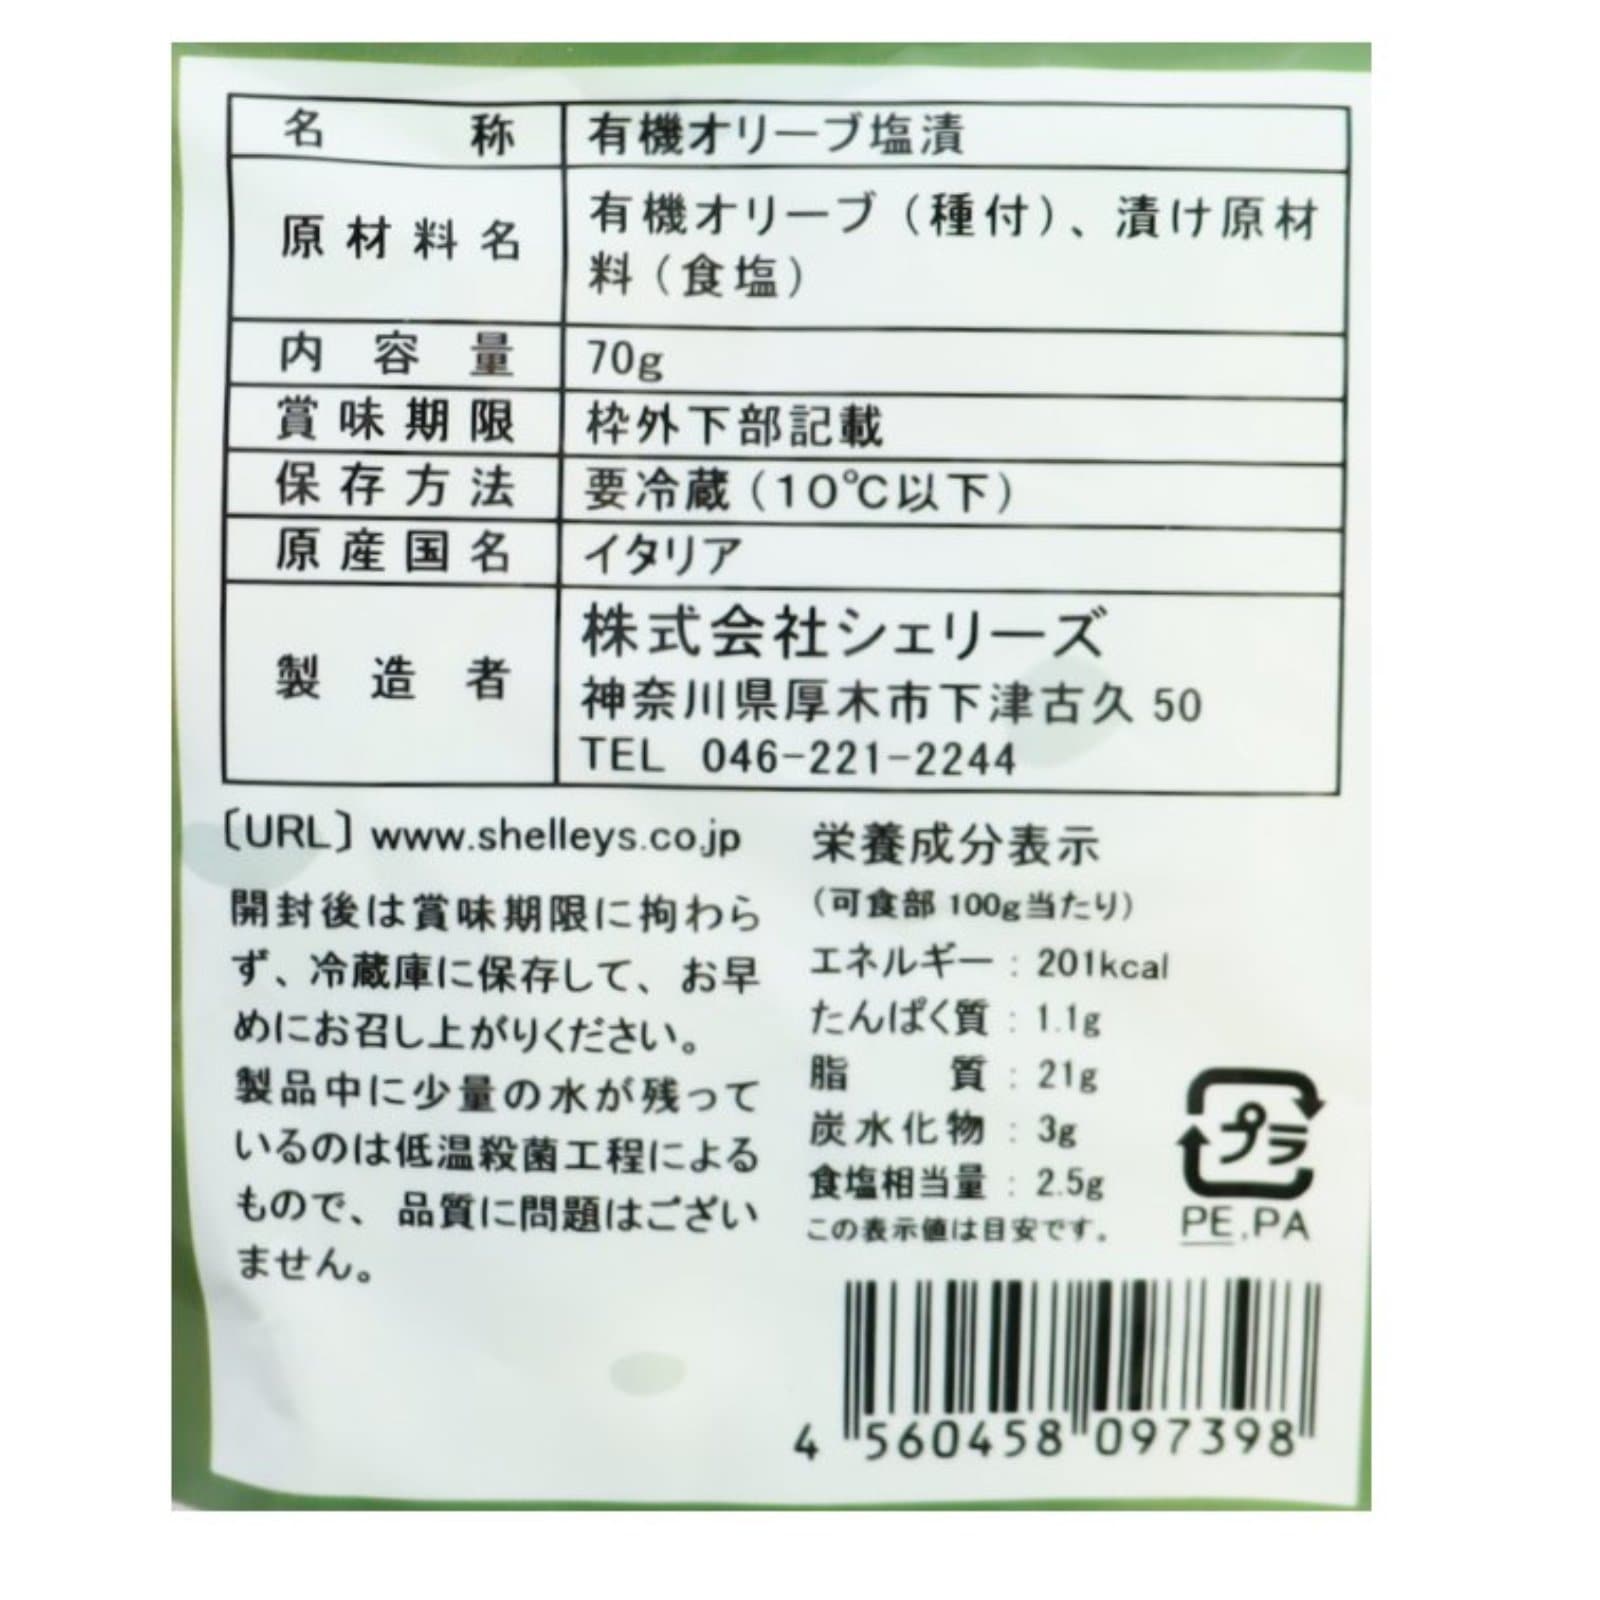 名称 有機オリーブ塩漬
原材料名 有機オリーブ（種付）、漬け原材
料（食塩）
内容量 70g
賞味期限 枠外下部記載
保存方法 要冷蔵（10℃以下）
原産国名 イタリア
製造者 株式会社シェリーズ
神奈川県厚木市下津古久 50
TEL 046-221-2244
〔URL〕www.shelleys.co.jp
開封後は賞味期限に拘わら
ず、冷蔵庫に保存して、お早
めにお召し上がりください。
製品中に少量の水が残って
いるのは低温殺菌工程による
もので、品質に問題はござい
ません。
栄養成分表示
（可食部 100g当たり）
エネルギー：201kcal
たんぱく質：1.1g
脂質：21g
炭水化物：3g
食塩相当量：2.5g
この表示値は目安です。
プラ
PE,PA
4 560458 097398